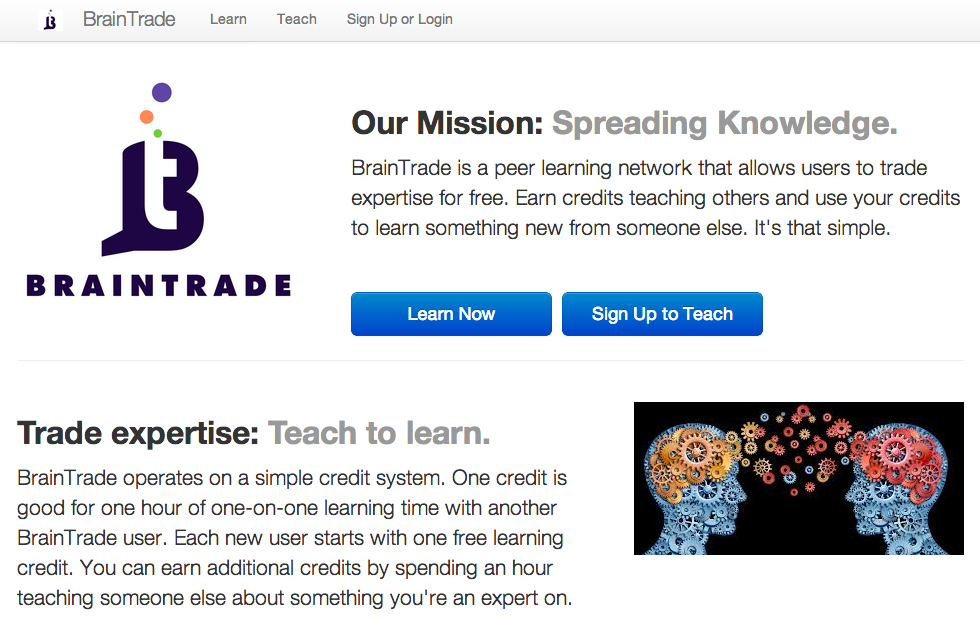 BrainTrade Learn Teach Sign Up or Login
BRAINTRADE
Our Mission: Spreading Knowledge.
BrainTrade is a peer learning network that allows users to trade
expertise for free. Earn credits teaching others and use your credits
to learn something new from someone else. It's that simple.
Learn Now Sign Up to Teach
Trade expertise: Teach to learn.
BrainTrade operates on a simple credit system. One credit is
good for one hour of one-on-one learning time with another
BrainTrade user. Each new user starts with one free learning
credit. You can earn additional credits by spending an hour
teaching someone else about something you're an expert on.